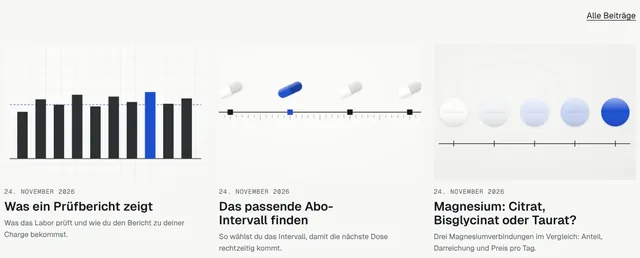 Alle Beiträge
24. NOVEMBER 2026
Was ein Prüfbericht zeigt
Was das Labor prüft und wie du den Bericht zu deiner
Charge bekommst.
24. NOVEMBER 2026
Das passende Abo-
Intervall finden
So wählst du das Intervall, damit die nächste Dose
rechtzeitig kommt.
24. NOVEMBER 2026
Magnesium: Citrat,
Bisglycinat oder Taurat?
Drei Magnesiumverbindungen im Vergleich: Anteil,
Darreichung und Preis pro Tag.